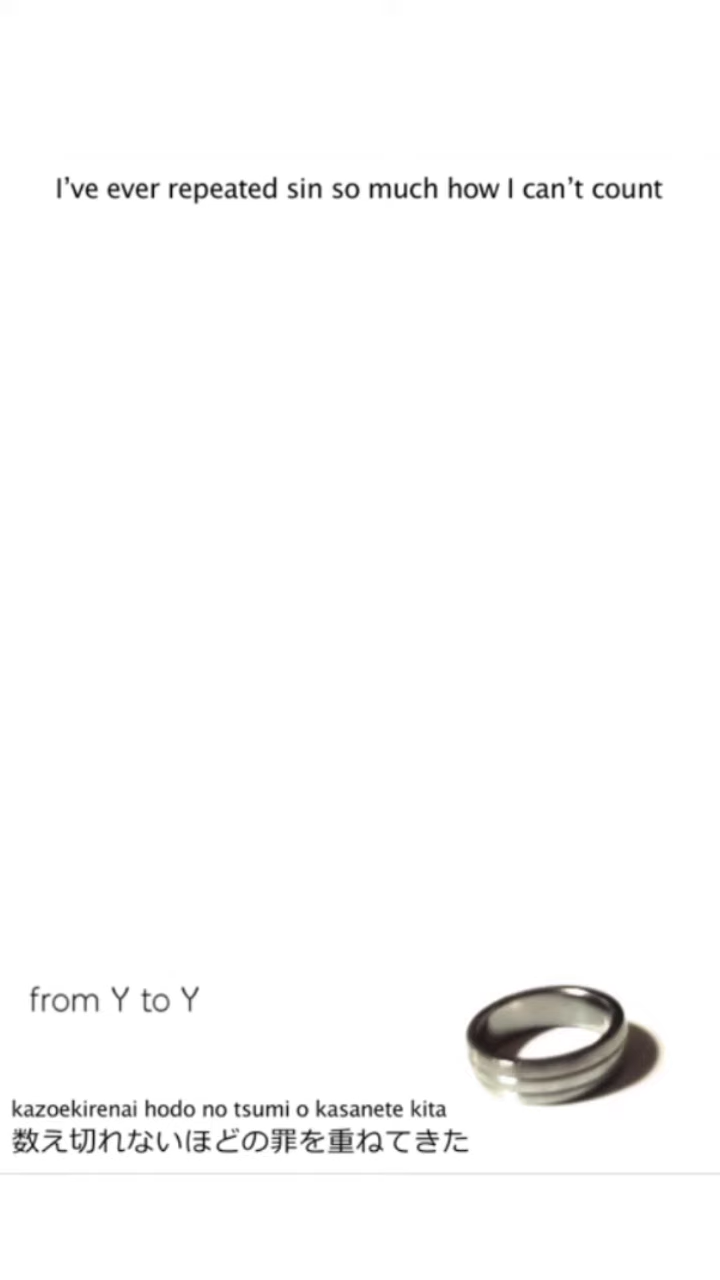 I've ever repeated sin so much how I can't count
from Y to Y
kazoekirenai hodo no tsumi o kasanete kita
数え切れないほどの罪を重ねてきた